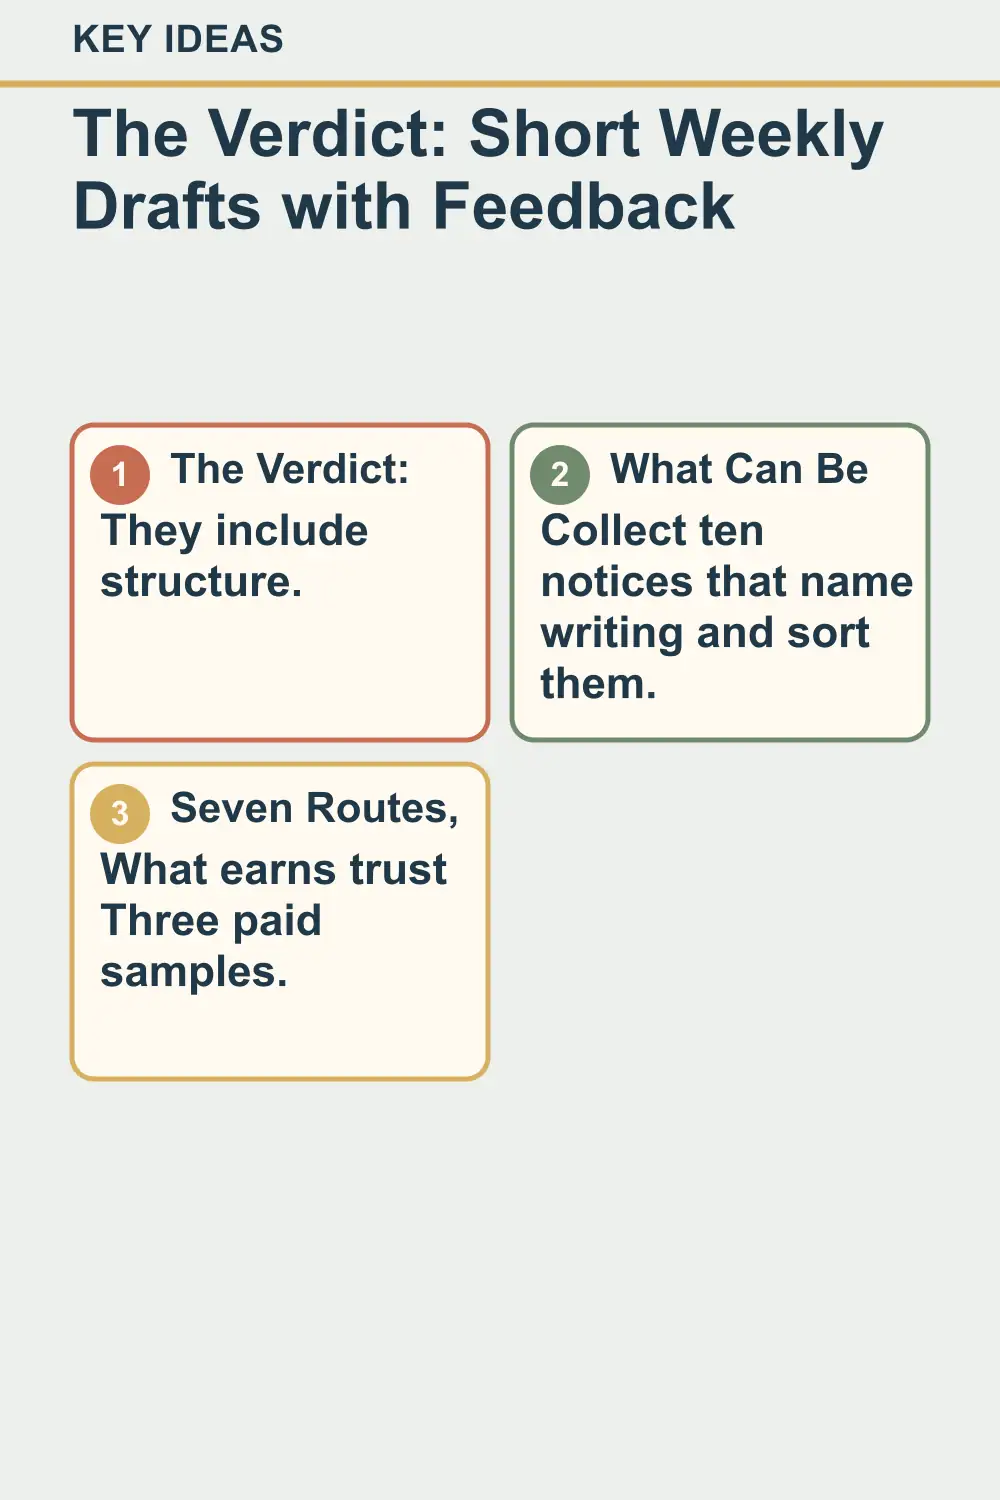 KEY IDEAS
The Verdict: Short Weekly
Drafts with Feedback
1 The Verdict:
They include
structure.
2 What Can Be
Collect ten
notices that name
writing and sort
them.
3 Seven Routes,
What earns trust
Three paid
samples.